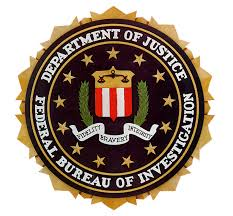 DEPARTMENT OF JUSTICE
FIDELITY BRAVERY INTEGRITY
FEDERAL BUREAU OF INVESTIGATION